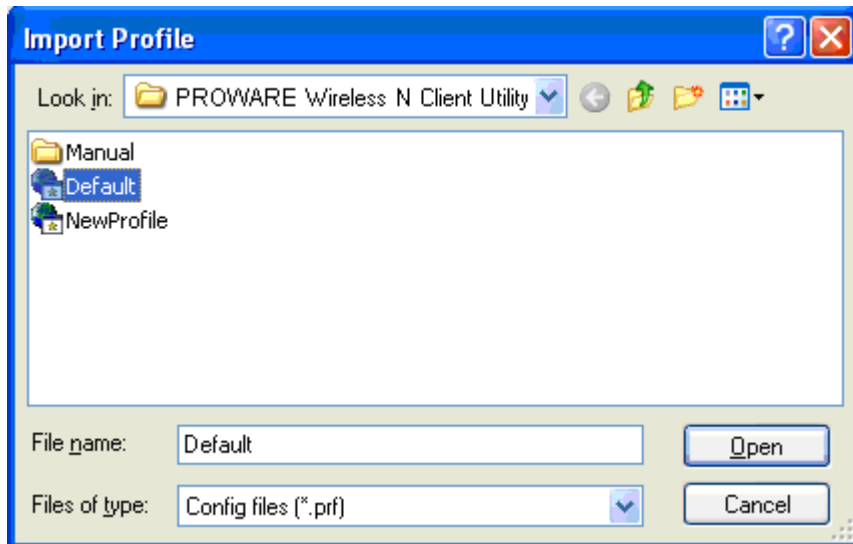 Import Profile
Look in: PROWARE Wireless N Client Utility
Manual
Default
NewProfile
File name: Default Open
Files of type: Config files (*.prf) Cancel